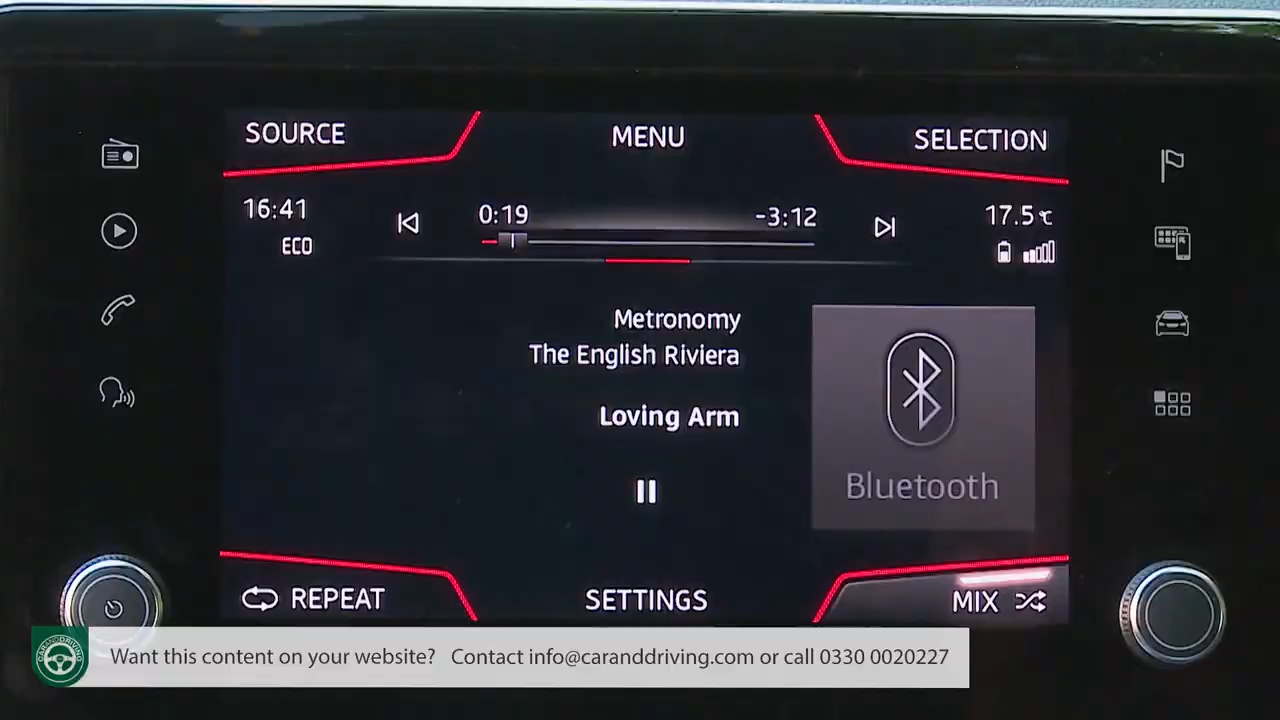 SOURCE
MENU
SELECTION
16:41
0:19
-3:12
17.5°C
ECO
Metronomy
The English Riviera
Loving Arm
Bluetooth
REPEAT
SETTINGS
MIX
CARANDDRIVING
Want this content on your website? Contact info@caranddriving.com or call 0330 0020227